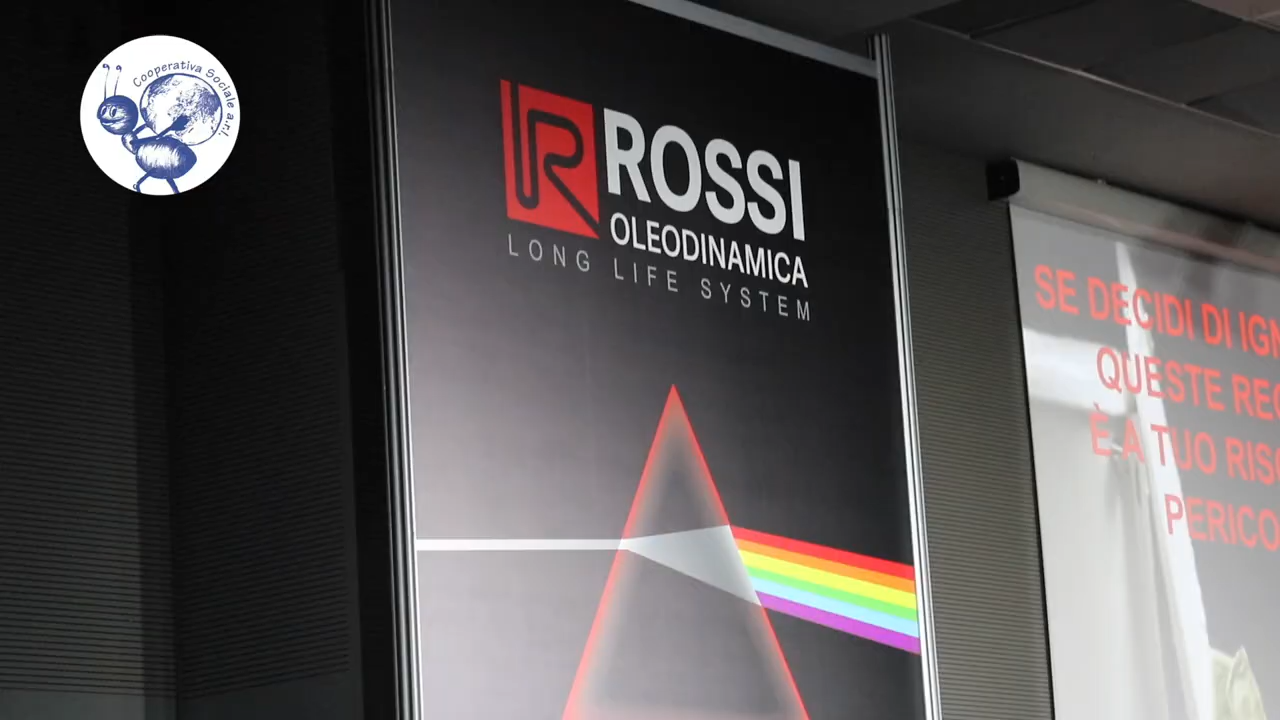 Cooperativa Sociale a.r.l.
ROSSI
OLEODINAMICA
LONG LIFE SYSTEM
SE DECIDI DI
QUESTE
È A TUO